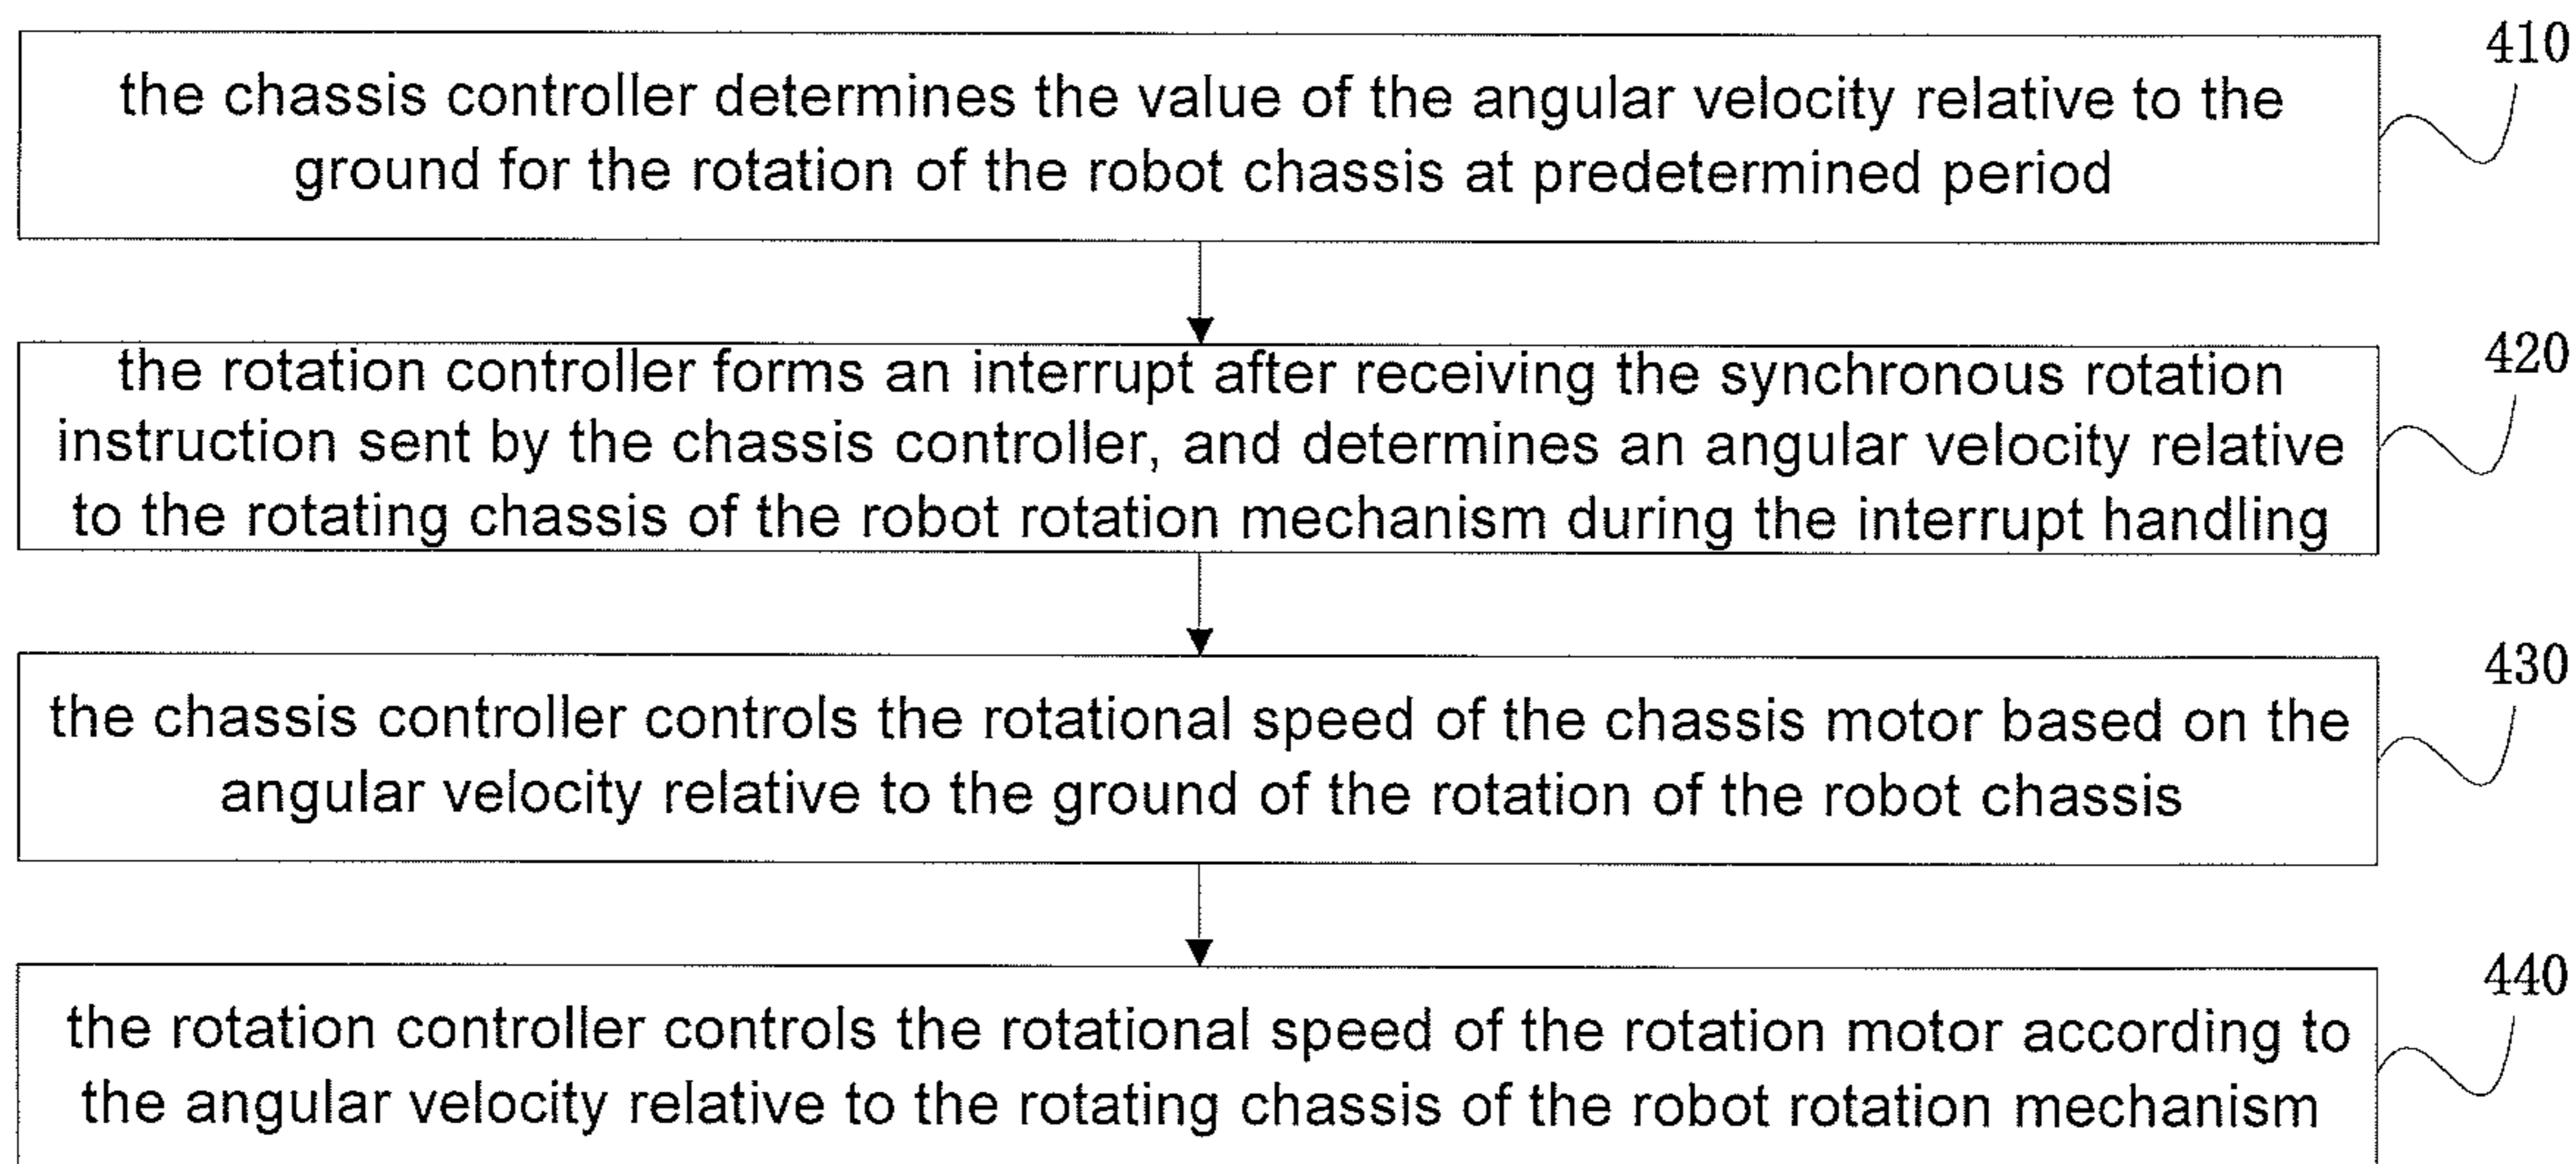 410
the chassis controller determines the value of the angular velocity relative to the
ground for the rotation of the robot chassis at predetermined period
420
the rotation controller forms an interrupt after receiving the synchronous rotation
instruction sent by the chassis controller, and determines an angular velocity relative
to the rotating chassis of the robot rotation mechanism during the interrupt handling
430
the chassis controller controls the rotational speed of the chassis motor based on the
angular velocity relative to the ground of the rotation of the robot chassis
440
the rotation controller controls the rotational speed of the rotation motor according to
the angular velocity relative to the rotating chassis of the robot rotation mechanism